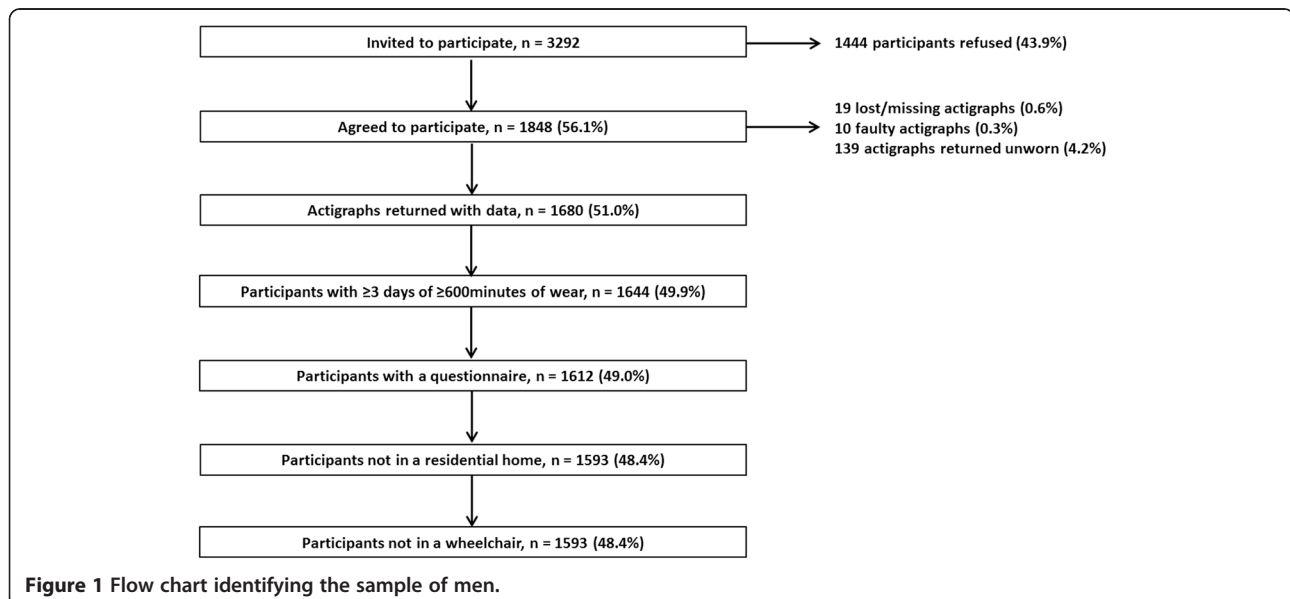 Invited to participate, n = 3292
1444 participants refused (43.9%)
Agreed to participate, n = 1848 (56.1%)
19 lost/missing actigraphs (0.6%)
10 faulty actigraphs (0.3%)
139 actigraphs returned unworn (4.2%)
Actigraphs returned with data, n = 1680 (51.0%)
Participants with ≥3 days of ≥600minutes of wear, n = 1644 (49.9%)
Participants with a questionnaire, n = 1612 (49.0%)
Participants not in a residential home, n = 1593 (48.4%)
Participants not in a wheelchair, n = 1593 (48.4%)
Figure 1 Flow chart identifying the sample of men.